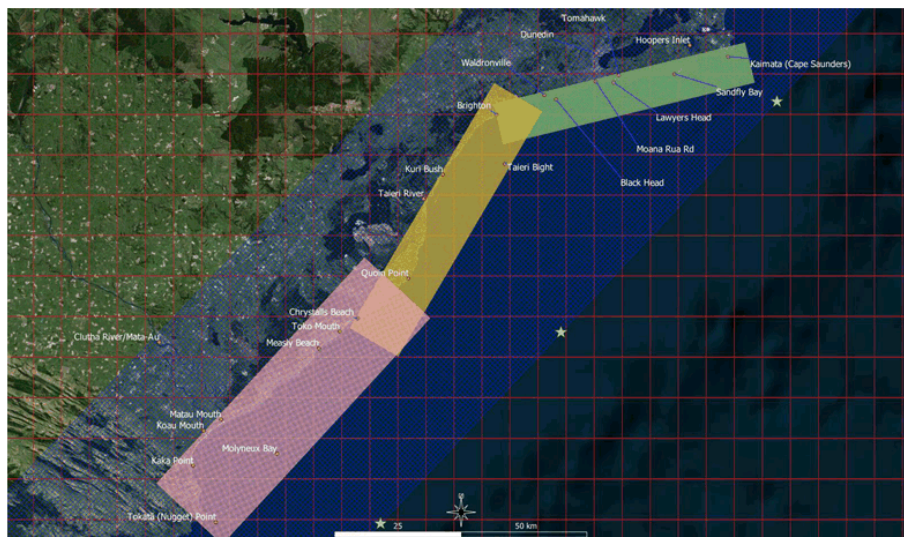 Tomahawk
Dunedin
Hoopers Inlet
Waldronville
Kaimata (Cape Saunders)
Sandfly Bay
Brighton
Lawyers Head
Moana Rua Rd
Kuri Bush
Taieri Bight
Black Head
Taieri River
Quoin Point
Chrystalls Beach
Toko Mouth
Clutha River/Mata-Au
Measly Beach
Matau Mouth
Koau Mouth
Molyneux Bay
Kaka Point
Tokatā (Nugget) Point
25
50 km